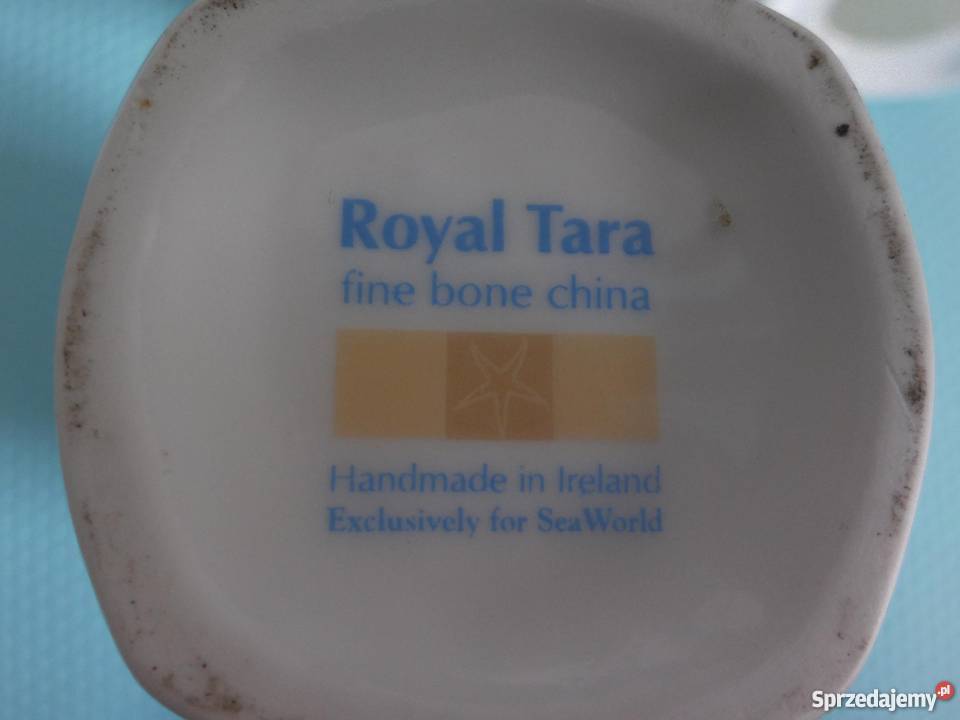 Royal Tara
fine bone china
Handmade in Ireland
Exclusively for SeaWorld
Sprzedajemy.pl